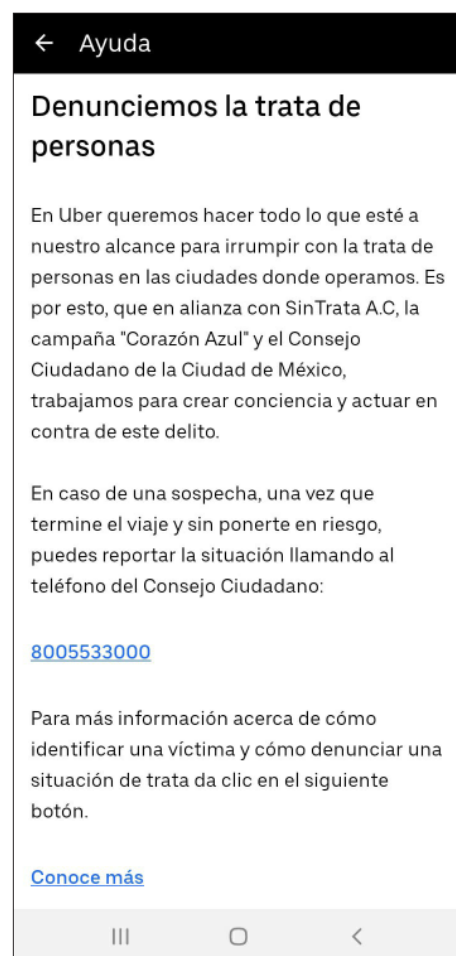 Ayuda
Denunciemos la trata de
personas
En Uber queremos hacer todo lo que esté a
nuestro alcance para irrumpir con la trata de
personas en las ciudades donde operamos. Es
por esto, que en alianza con SinTrata A.C, la
campaña "Corazón Azul" y el Consejo
Ciudadano de la Ciudad de México,
trabajamos para crear conciencia y actuar en
contra de este delito.
En caso de una sospecha, una vez que
termine el viaje y sin ponerte en riesgo,
puedes reportar la situación llamando al
teléfono del Consejo Ciudadano:
8005533000
Para más información acerca de cómo
identificar una víctima y cómo denunciar una
situación de trata da clic en el siguiente
botón.
Conoce más